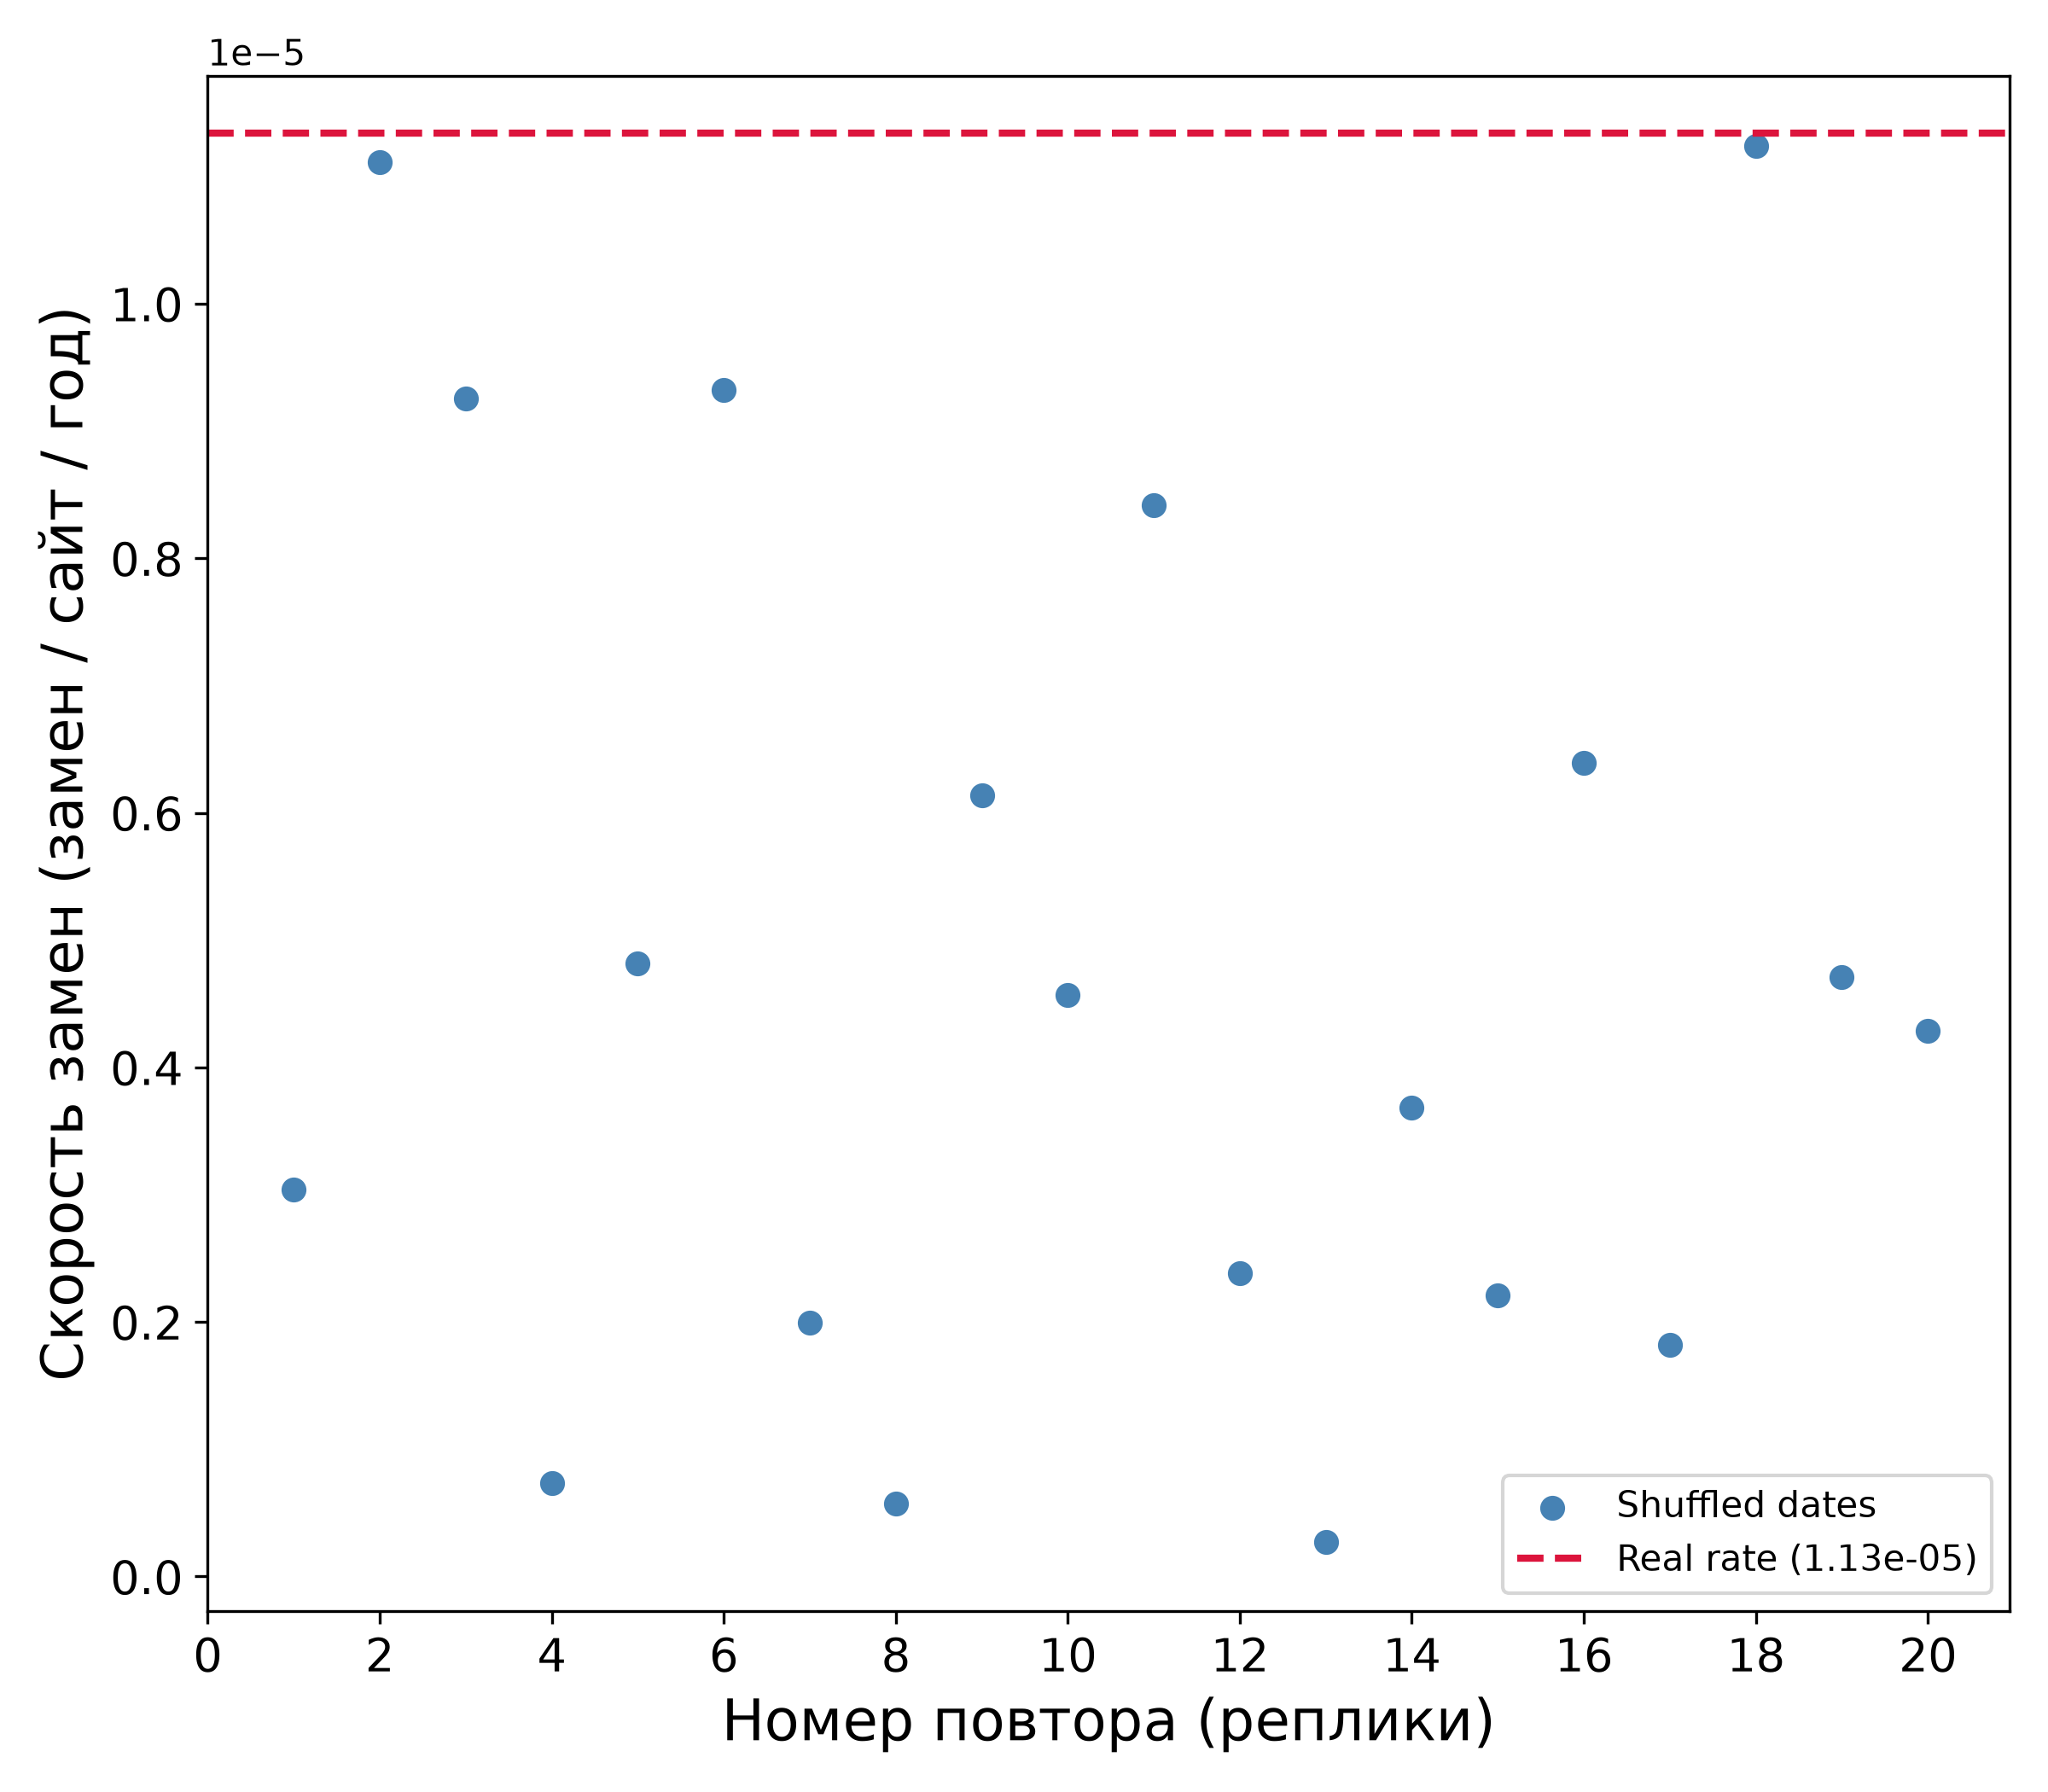 1e−5
1.0
0.8
0.6
0.4
0.2
0.0
Скорость замен (замен / сайт / год)
Shuffled dates
Real rate (1.13e-05)
0 2 4 6 8 10 12 14 16 18 20
Номер повтора (реплики)